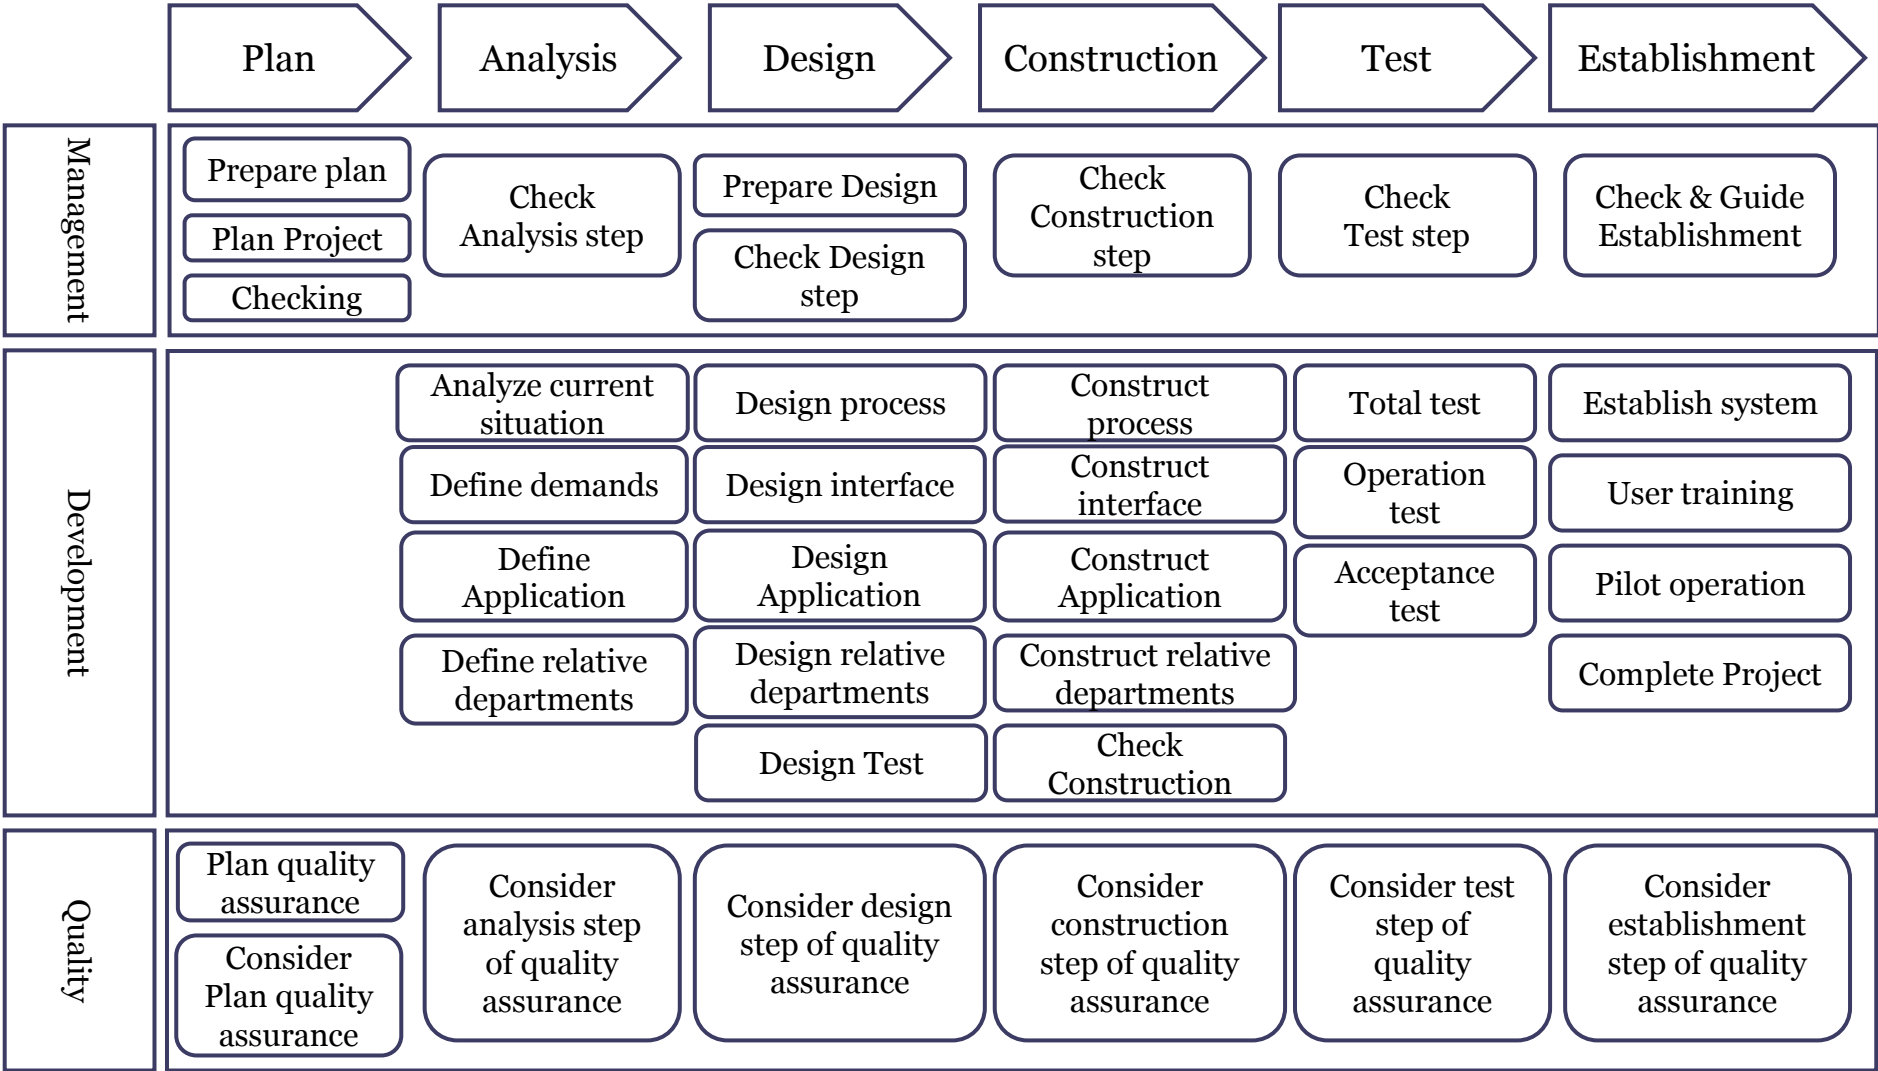 Plan
Analysis
Design
Construction
Test
Establishment
Management
Prepare plan
Plan Project
Checking
Check
Analysis step
Prepare Design
Check Design
step
Check
Construction
step
Check
Test step
Check & Guide
Establishment
Development
Analyze current
situation
Define demands
Define
Application
Define relative
departments
Design process
Design interface
Design
Application
Design relative
departments
Design Test
Construct
process
Construct
interface
Construct
Application
Construct relative
departments
Check
Construction
Total test
Operation
test
Acceptance
test
Establish system
User training
Pilot operation
Complete Project
Quality
Plan quality
assurance
Consider
Plan quality
assurance
Consider
analysis step
of quality
assurance
Consider design
step of quality
assurance
Consider
construction
step of quality
assurance
Consider test
step of
quality
assurance
Consider
establishment
step of quality
assurance